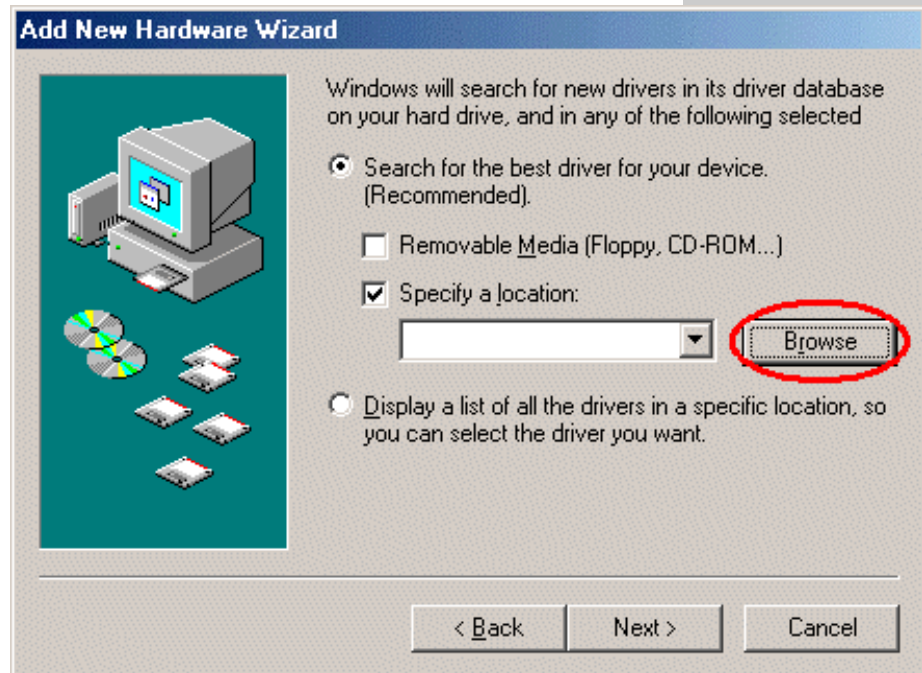 Add New Hardware Wizard
Windows will search for new drivers in its driver database
on your hard drive, and in any of the following selected
Search for the best driver for your device.
(Recommended).
Removable Media (Floppy, CD-ROM...)
Specify a location:
Browse
Display a list of all the drivers in a specific location, so
you can select the driver you want.
< Back
Next >
Cancel